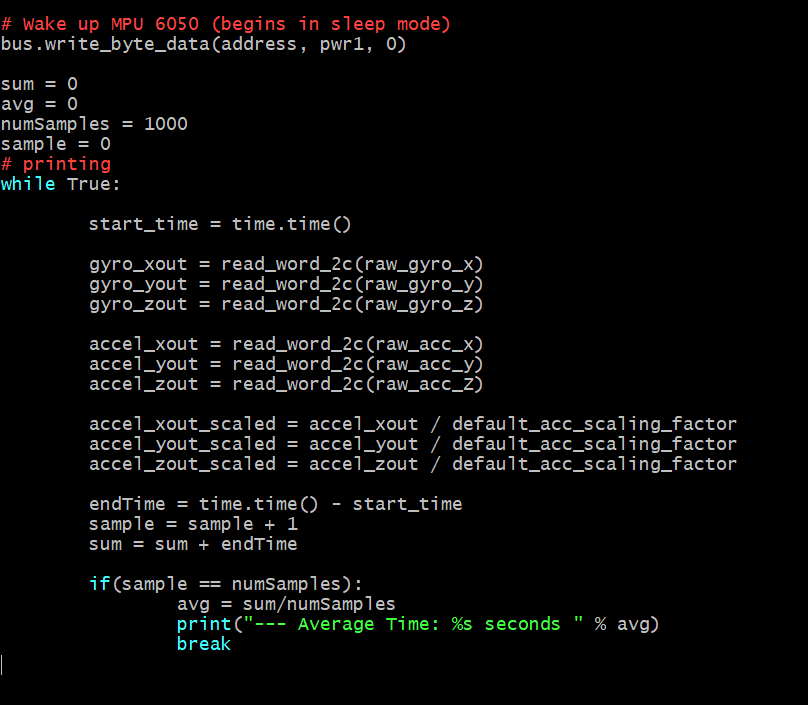 # Wake up MPU 6050 (begins in sleep mode)
bus.write_byte_data(address, pwr1, 0)
sum = 0
avg = 0
numSamples = 1000
sample = 0
# printing
while True:
start_time = time.time()
gyro_xout = read_word_2c(raw_gyro_x)
gyro_yout = read_word_2c(raw_gyro_y)
gyro_zout = read_word_2c(raw_gyro_z)
accel_xout = read_word_2c(raw_acc_x)
accel_yout = read_word_2c(raw_acc_y)
accel_zout = read_word_2c(raw_acc_Z)
accel_xout_scaled = accel_xout / default_acc_scaling_factor
accel_yout_scaled = accel_yout / default_acc_scaling_factor
accel_zout_scaled = accel_zout / default_acc_scaling_factor
endTime = time.time() - start_time
sample = sample + 1
sum = sum + endTime
if(sample == numSamples):
avg = sum/numSamples
print("--- Average Time: %s seconds " % avg)
break